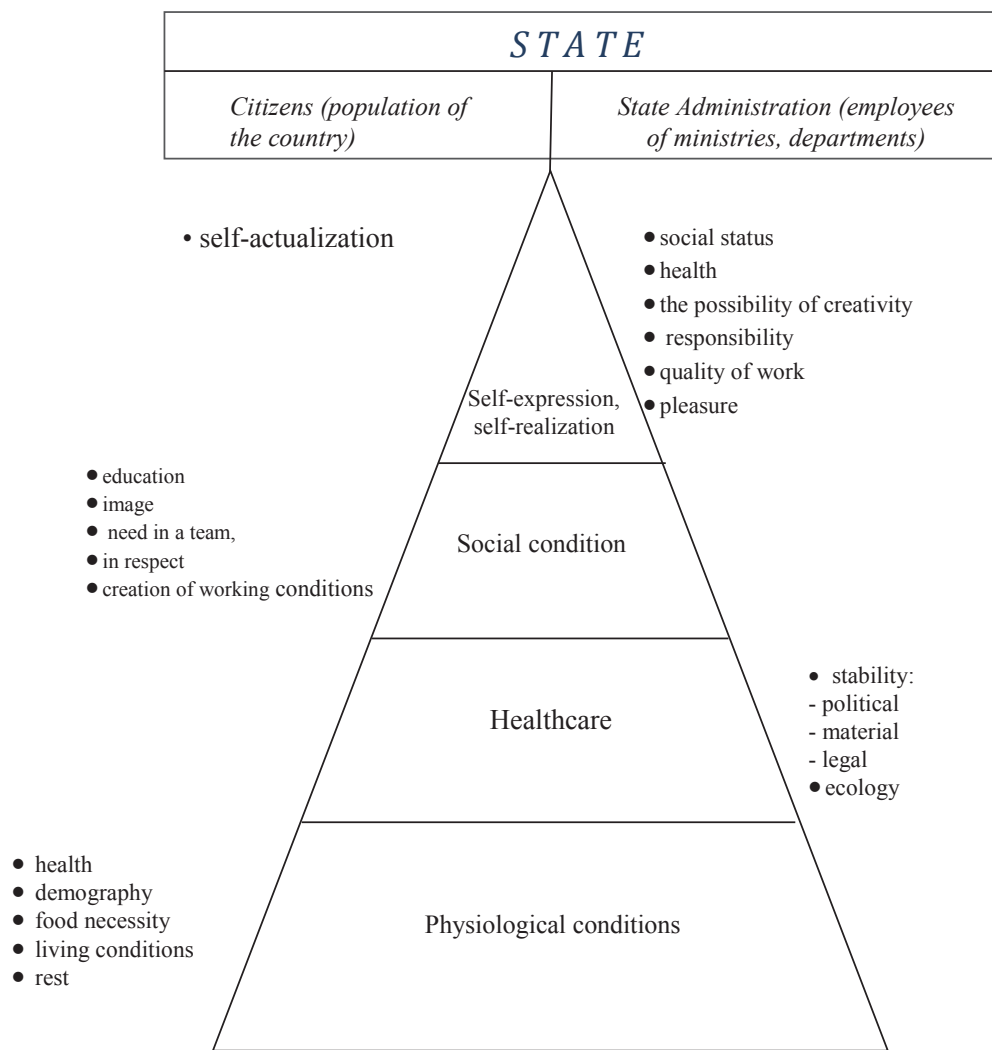 STATE
Citizens (population of
the country)
State Administration (employees
of ministries, departments)
• self-actualization
● social status
● health
● the possibility of creativity
● responsibility
● quality of work
● pleasure
Self-expression,
self-realization
● education
● image
● need in a team,
● in respect
● creation of working conditions
Social condition
Healthcare
● stability:
- political
- material
- legal
● ecology
● health
● demography
● food necessity
● living conditions
● rest
Physiological conditions